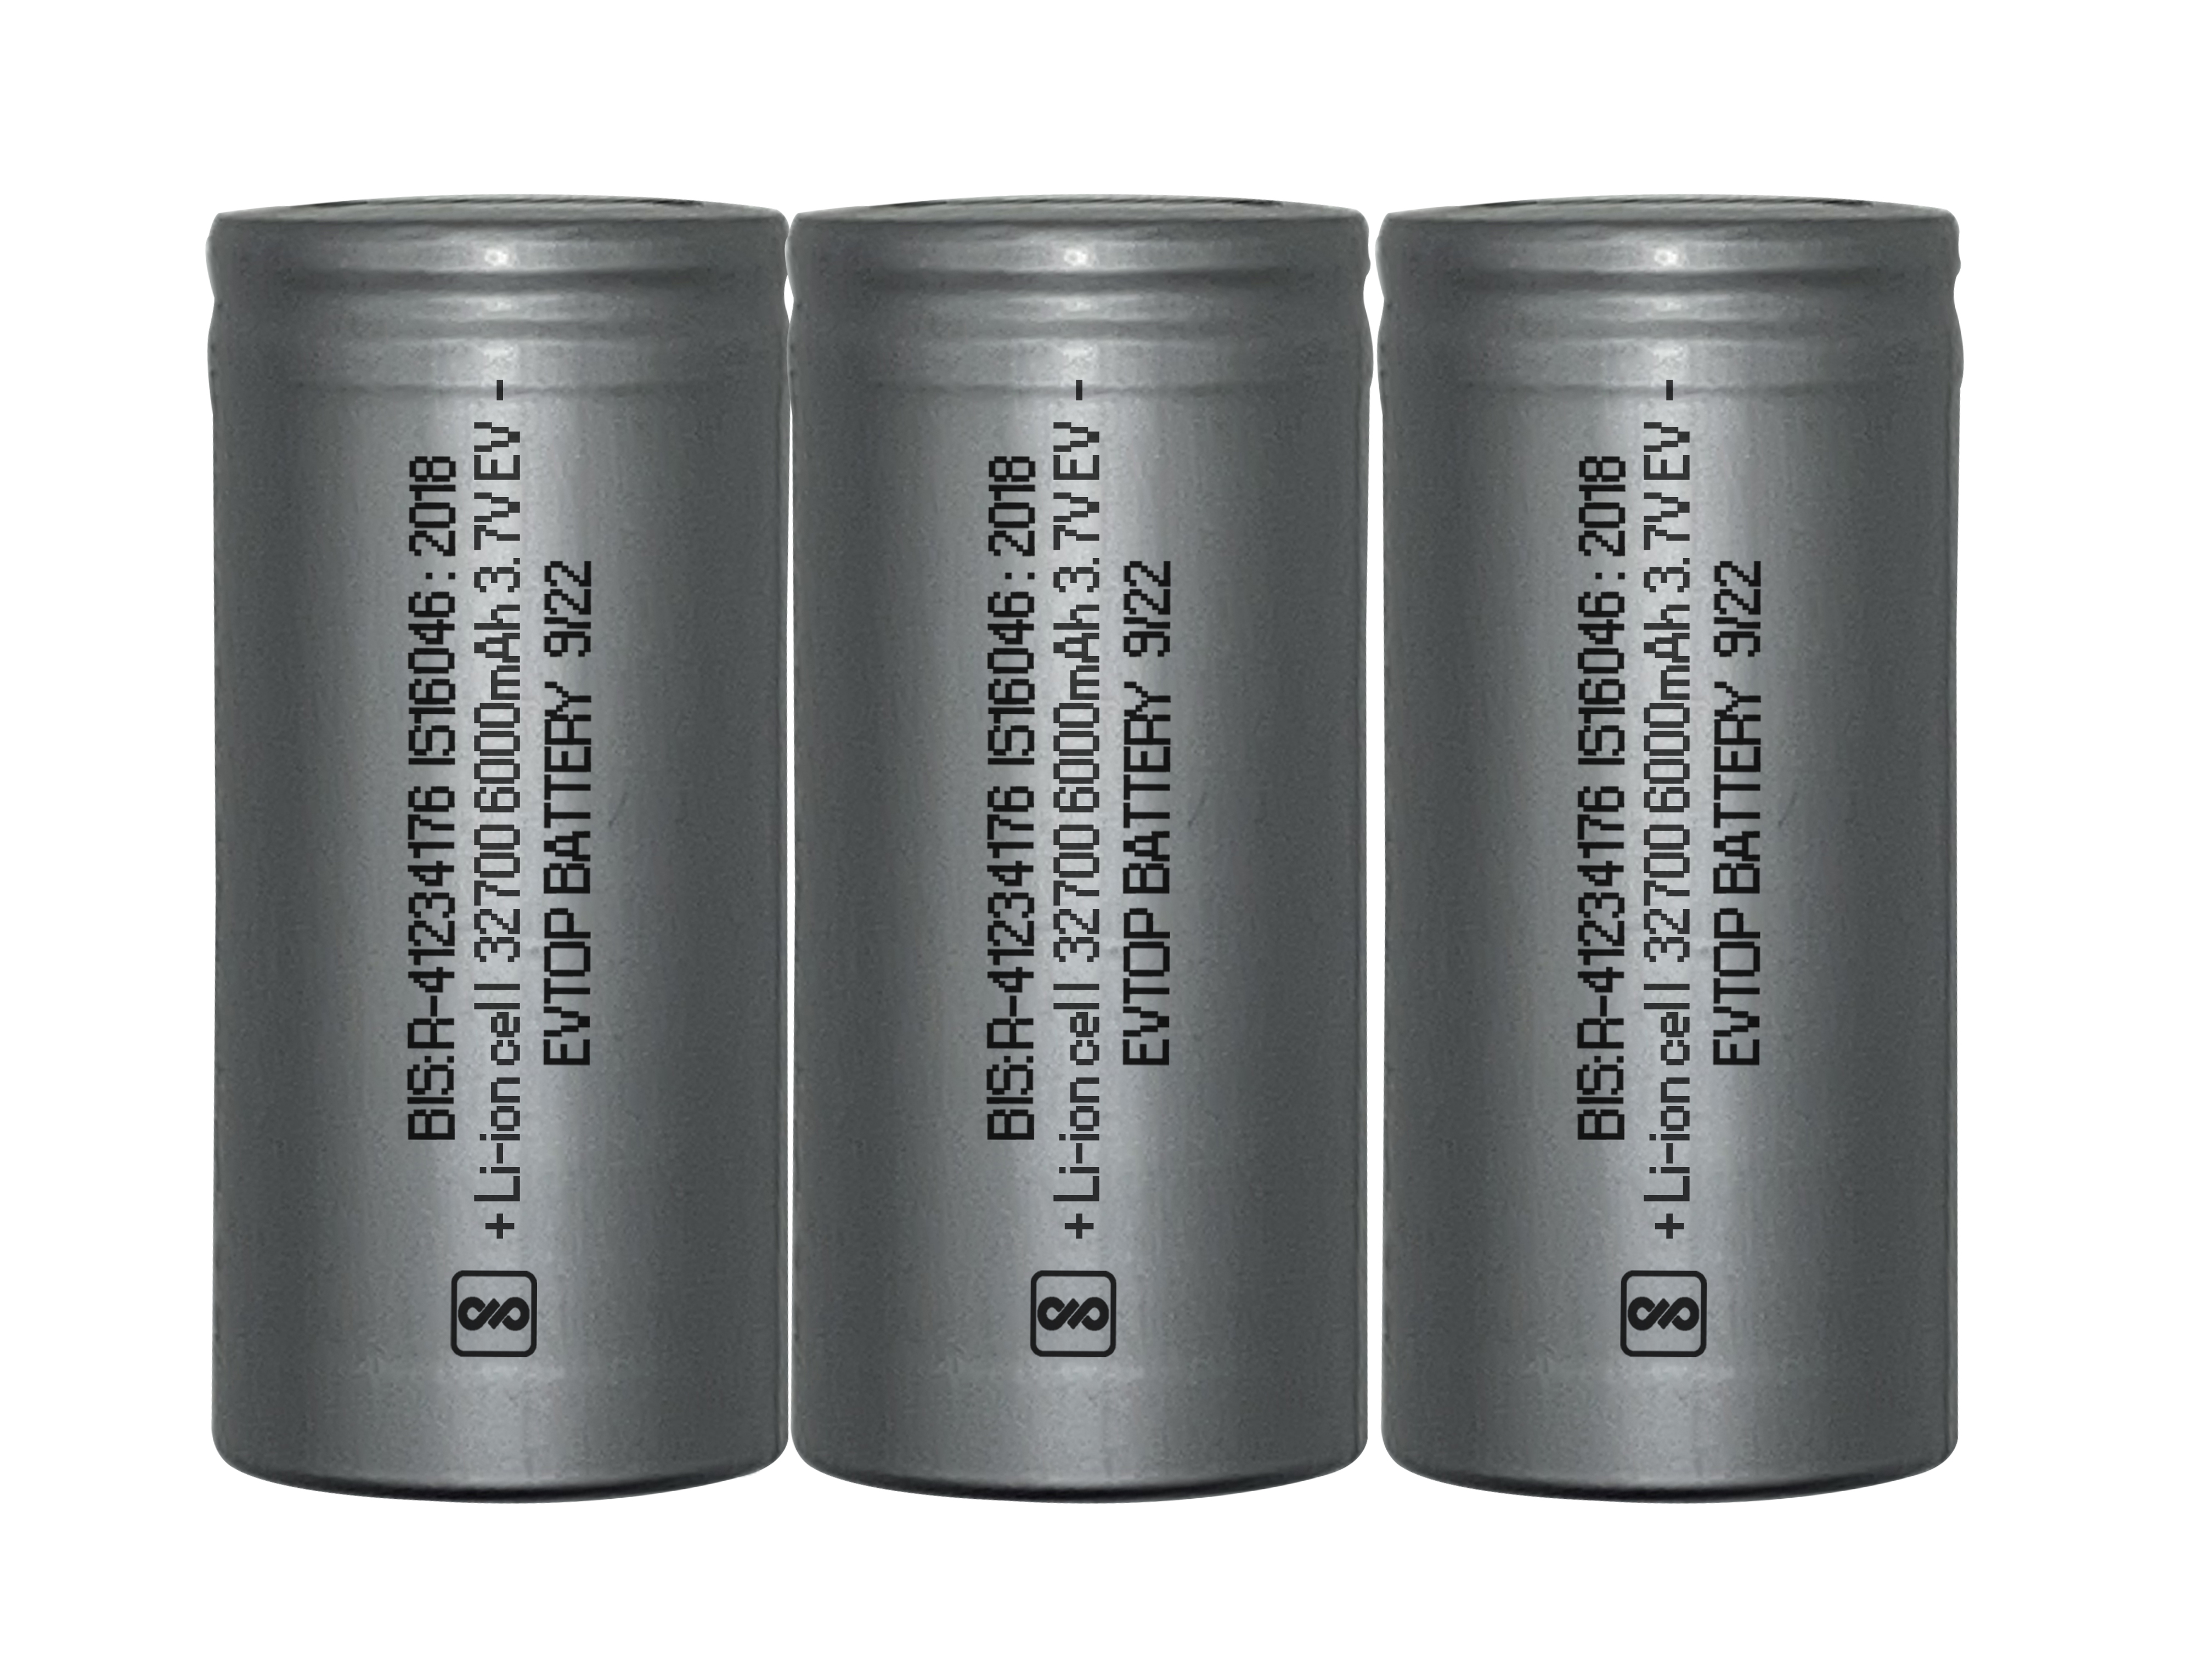 BIS:R-41234176 IS16046: 2018
+ Li-ion cell 32700 6000mAh 3.7V EV -
EVTOP BATTERY 9/22
BIS:R-41234176 IS16046: 2018
+ Li-ion cell 32700 6000mAh 3.7V EV -
EVTOP BATTERY 9/22
BIS:R-41234176 IS16046: 2018
+ Li-ion cell 32700 6000mAh 3.7V EV -
EVTOP BATTERY 9/22